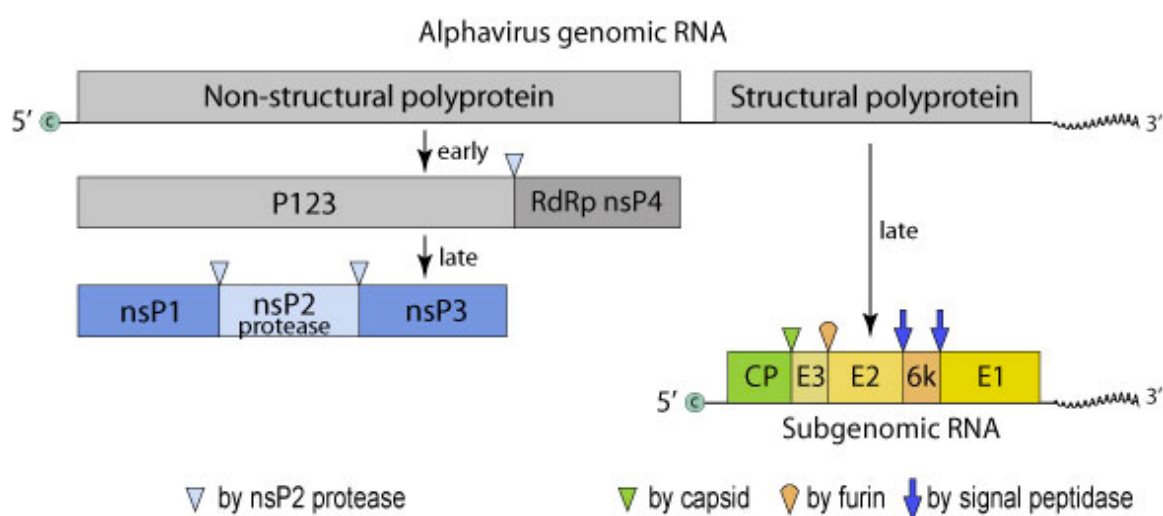 Alphavirus genomic RNA
Non-structural polyprotein Structural polyprotein
5′ C 3′
early
P123 RdRp nsP4
late late
nsP1 nsP2 protease nsP3
CP E3 E2 6k E1
5′ C 3′
Subgenomic RNA
by nsP2 protease by capsid by furin by signal peptidase